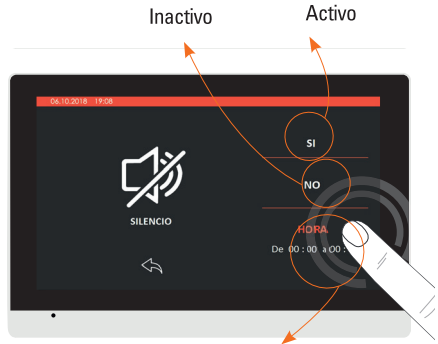 Inactivo
Activo
06.10.2018 19:08
SI
NO
SILENCIO
HORA
De 00 : 00 a 00 :